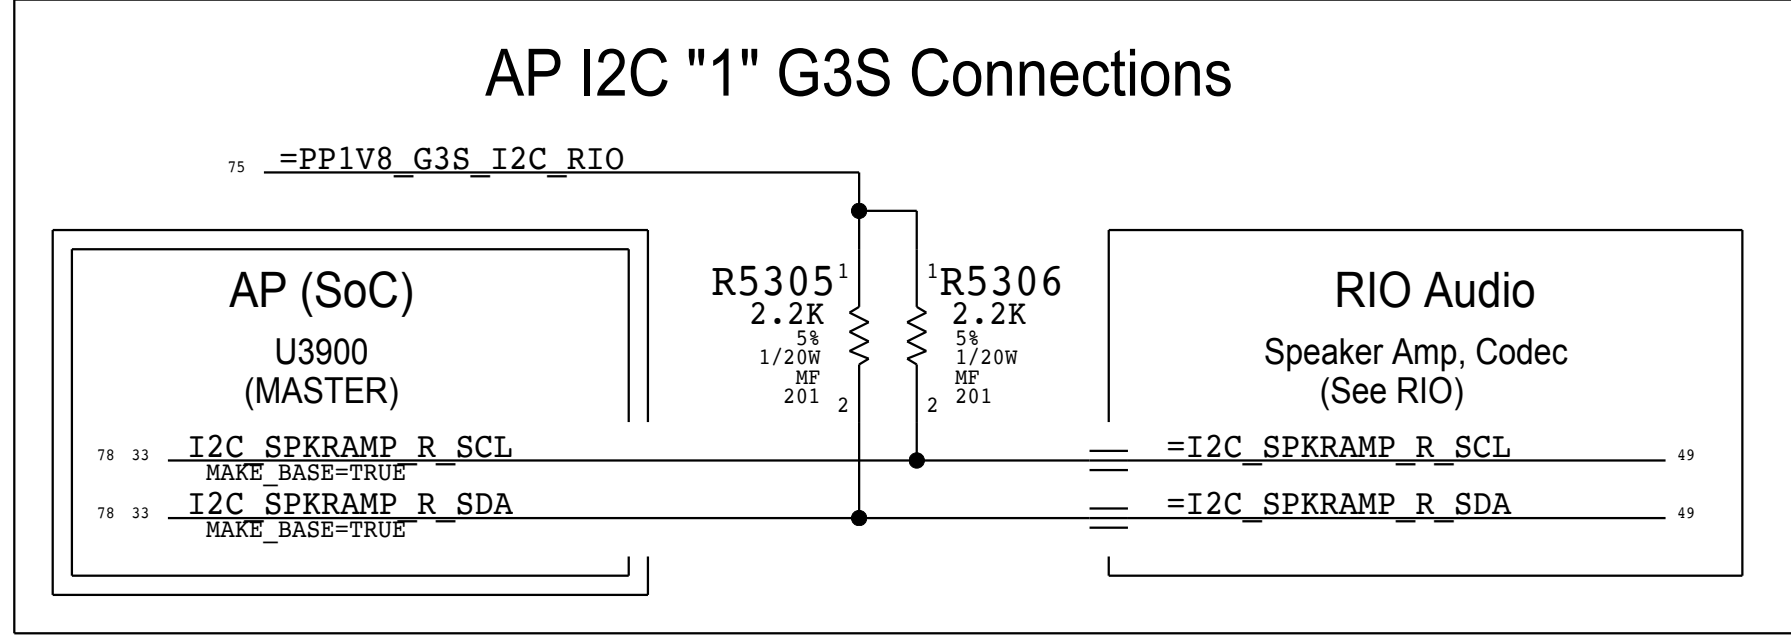 AP I2C "1" G3S Connections
75 =PP1V8_G3S_I2C_RIO
AP (SoC)
U3900
(MASTER)
R5305 1
2.2K
5%
1/20W
MF
201 2
1 R5306
2.2K
5%
1/20W
MF
2 201
RIO Audio
Speaker Amp, Codec
(See RIO)
78 33 I2C_SPKRAMP_R_SCL
MAKE_BASE=TRUE
=I2C_SPKRAMP_R_SCL 49
78 33 I2C_SPKRAMP_R_SDA
MAKE_BASE=TRUE
=I2C_SPKRAMP_R_SDA 49